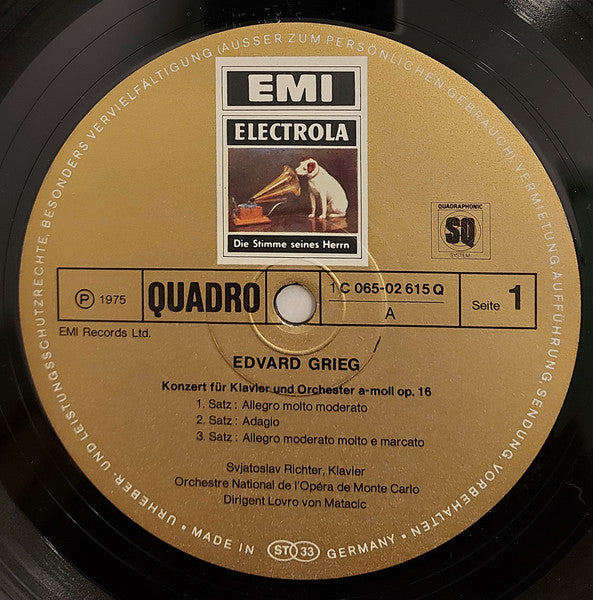 URHEBER- UND LEISTUNGSSCHUTZRECHTE, BESONDERS VERVIELFÄLTIGUNG (AUSSER ZUM PERSÖNLICHEN GEBRAUCH), VERMIETUNG, AUFFÜHRUNG, SENDUNG, VORBEHALTEN
EMI
ELECTROLA
Die Stimme seines Herrn
QUADRAPHONIC
SQ
SYSTEM
Ⓟ 1975
QUADRO
1 C 065-02 615 Q
A
Seite 1
EMI Records Ltd.
EDVARD GRIEG
Konzert für Klavier und Orchester a-moll op. 16
1. Satz: Allegro molto moderato
2. Satz: Adagio
3. Satz: Allegro moderato molto e marcato
Svjatoslav Richter, Klavier
Orchestre National de l'Opéra de Monte Carlo
Dirigent Lovro von Matacic
• MADE IN ST 33 GERMANY •